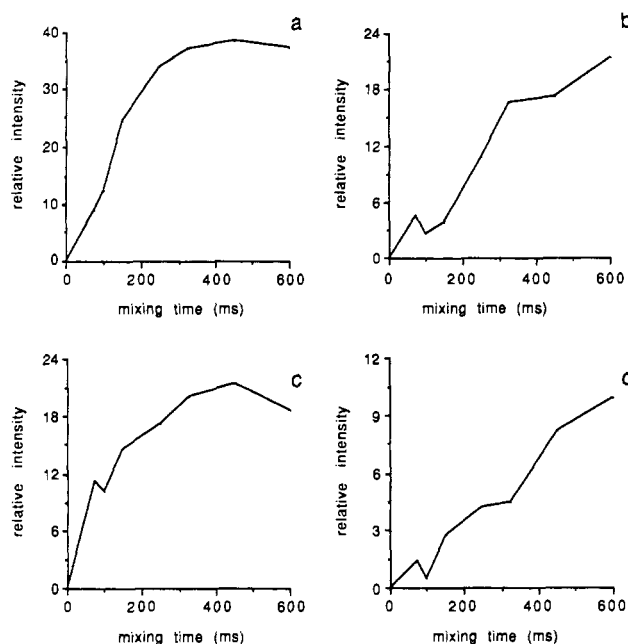 a
40
30
20
10
0
relative intensity
0 200 400 600
mixing time (ms)
b
24
18
12
6
0
relative intensity
0 200 400 600
mixing time (ms)
c
24
18
12
6
0
relative intensity
0 200 400 600
mixing time (ms)
d
12
9
6
3
0
relative intensity
0 200 400 600
mixing time (ms)